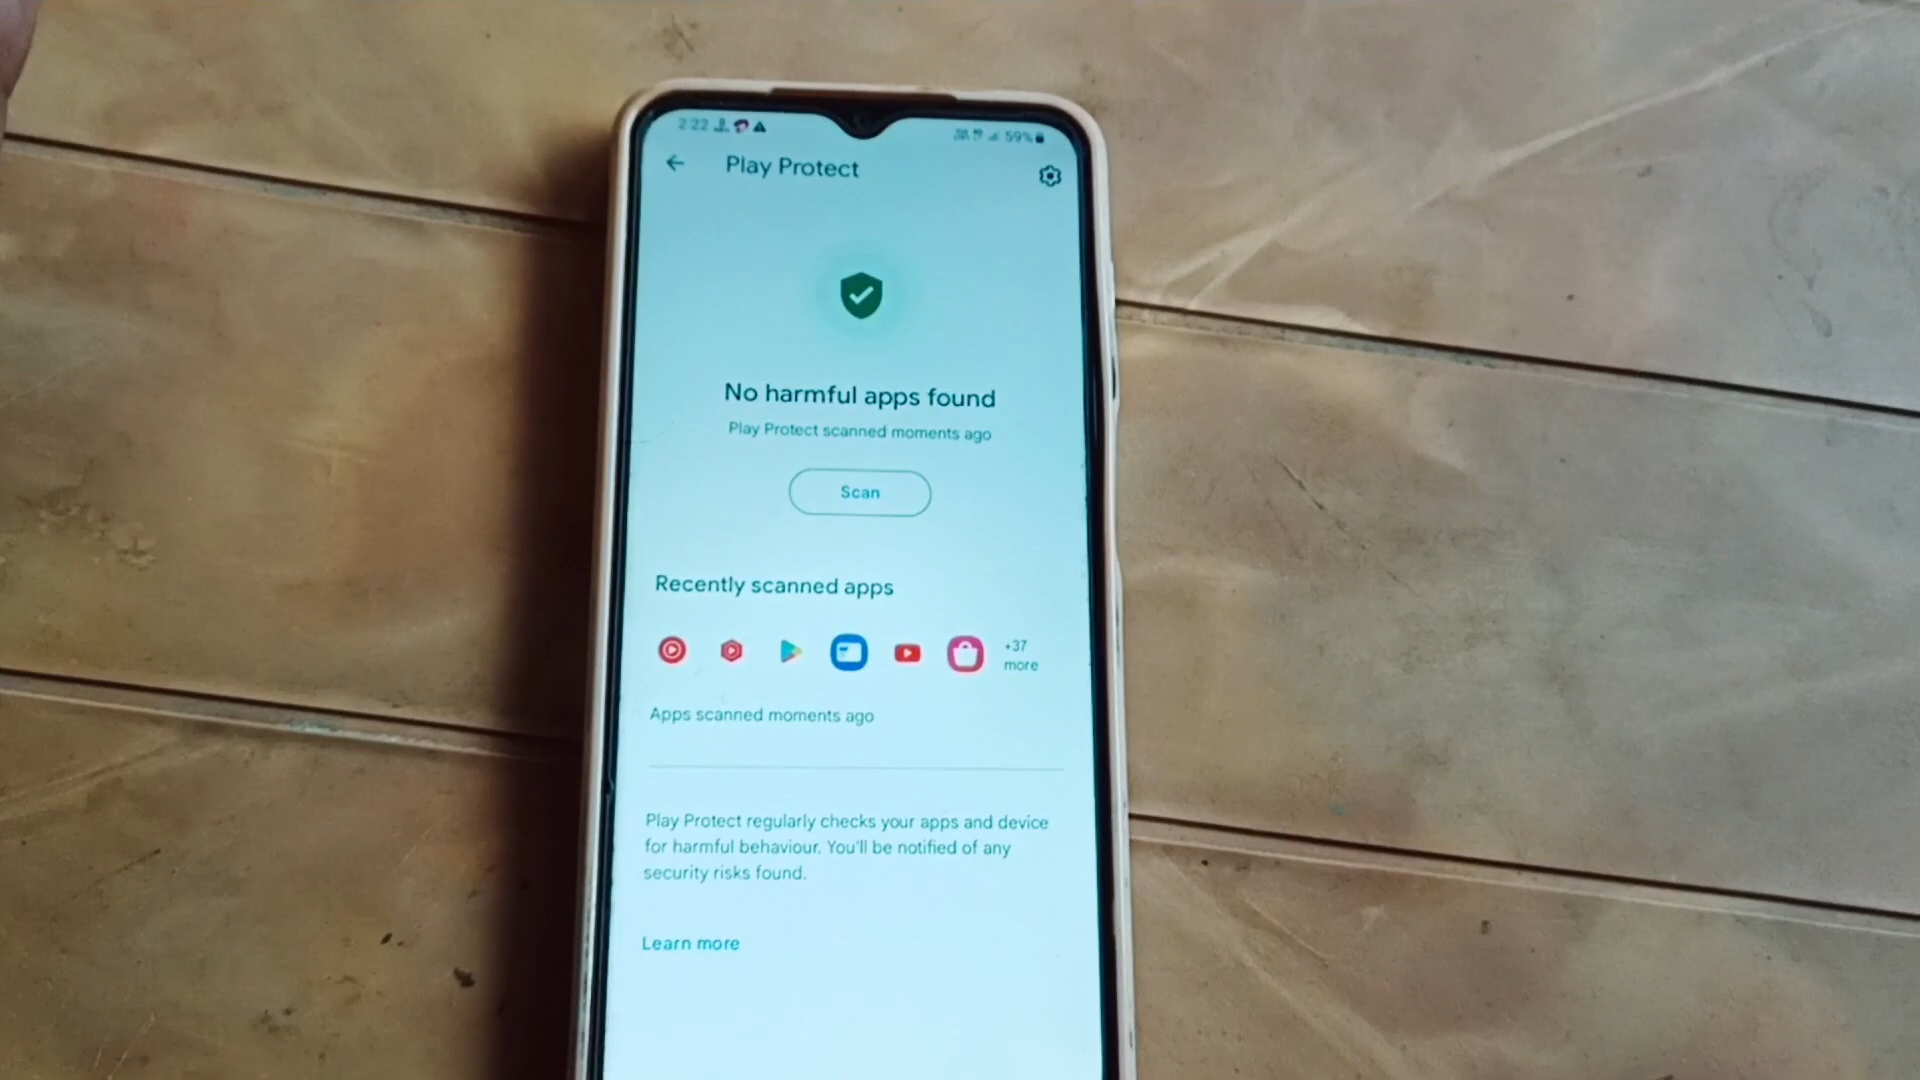 2:22 59%
Play Protect
No harmful apps found
Play Protect scanned moments ago
Scan
Recently scanned apps
+37
more
Apps scanned moments ago
Play Protect regularly checks your apps and device
for harmful behaviour. You'll be notified of any
security risks found.
Learn more